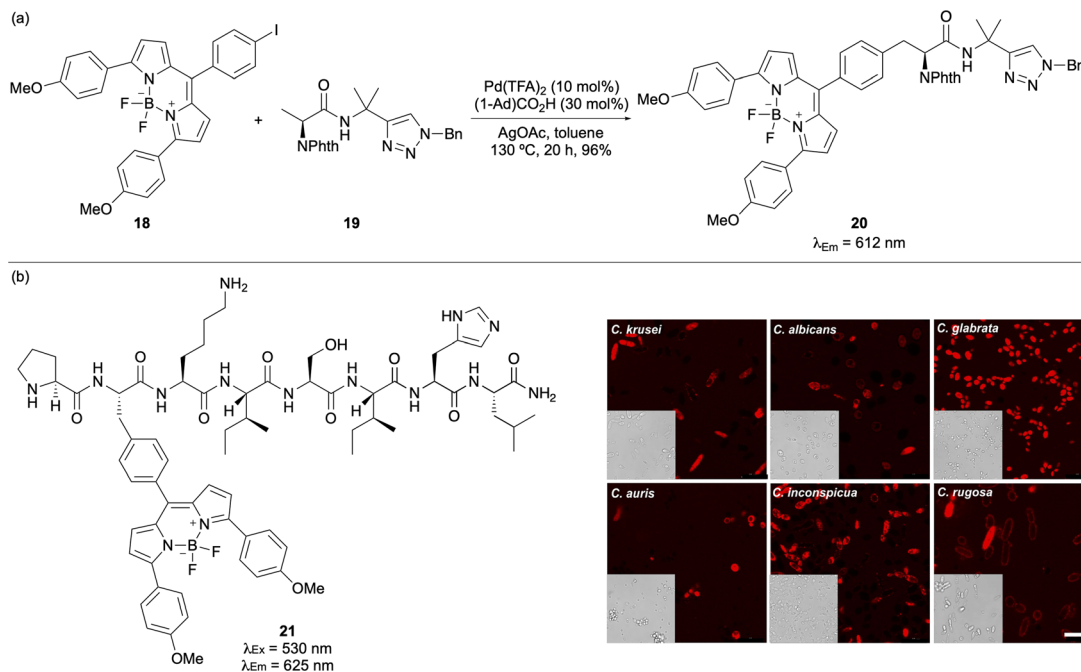 (a)
I
MeO
N
N
B
F
F
MeO
18
+
O
N
H
NPhth
N
N
N
Bn
19
Pd(TFA)2 (10 mol%)
(1-Ad)CO2H (30 mol%)
AgOAc, toluene
130 ºC, 20 h, 96%
O
N
H
NPhth
N
N
N
Bn
MeO
N
N
F
B
F
MeO
20
λEm = 612 nm
(b)
NH2
HN
N
O
H
N
O
H
N
O
OH
H
N
O
H
N
O
NH2
N
H
H
O
N
H
O
N
H
H
O
N
H
H
O
N
H
O
N
N
B
F
F
OMe
OMe
21
λEx = 530 nm
λEm = 625 nm
C. krusei
C. albicans
C. glabrata
C. auris
C. inconspicua
C. rugosa